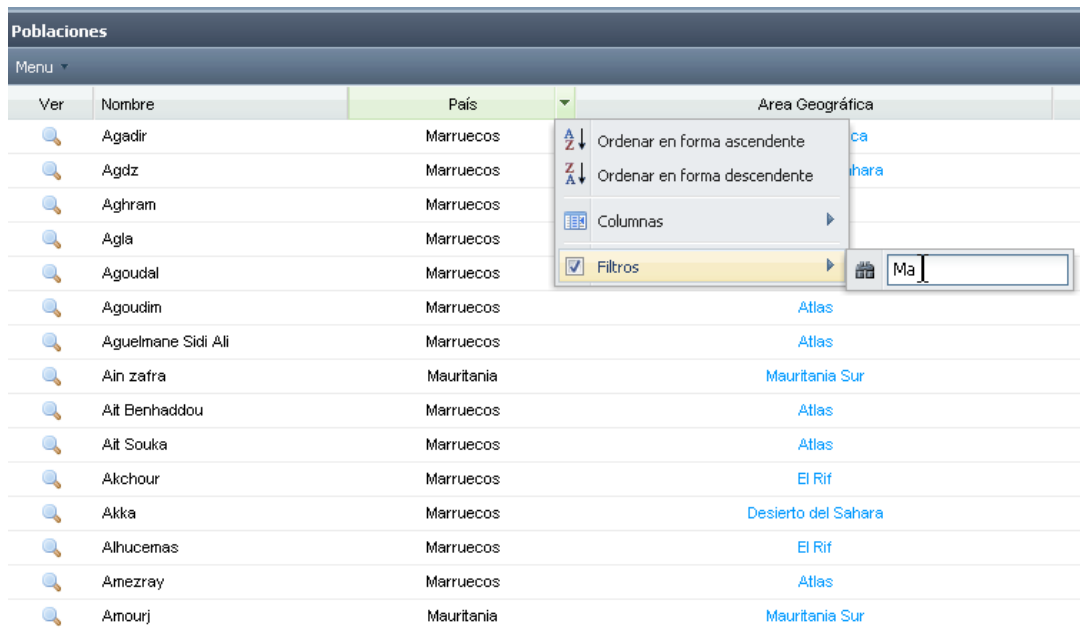 Poblaciones
Menu
Ver Nombre País Area Geográfica
Agadir Marruecos ca
Ordenar en forma ascendente
Agdz Marruecos hara
Ordenar en forma descendente
Aghram Marruecos
Columnas
Agla Marruecos
Agoudal Marruecos
Filtros Ma
Agoudim Marruecos Atlas
Aguelmane Sidi Ali Marruecos Atlas
Ain zafra Mauritania Mauritania Sur
Ait Benhaddou Marruecos Atlas
Ait Souka Marruecos Atlas
Akchour Marruecos El Rif
Akka Marruecos Desierto del Sahara
Alhucemas Marruecos El Rif
Amezray Marruecos Atlas
Amourj Mauritania Mauritania Sur